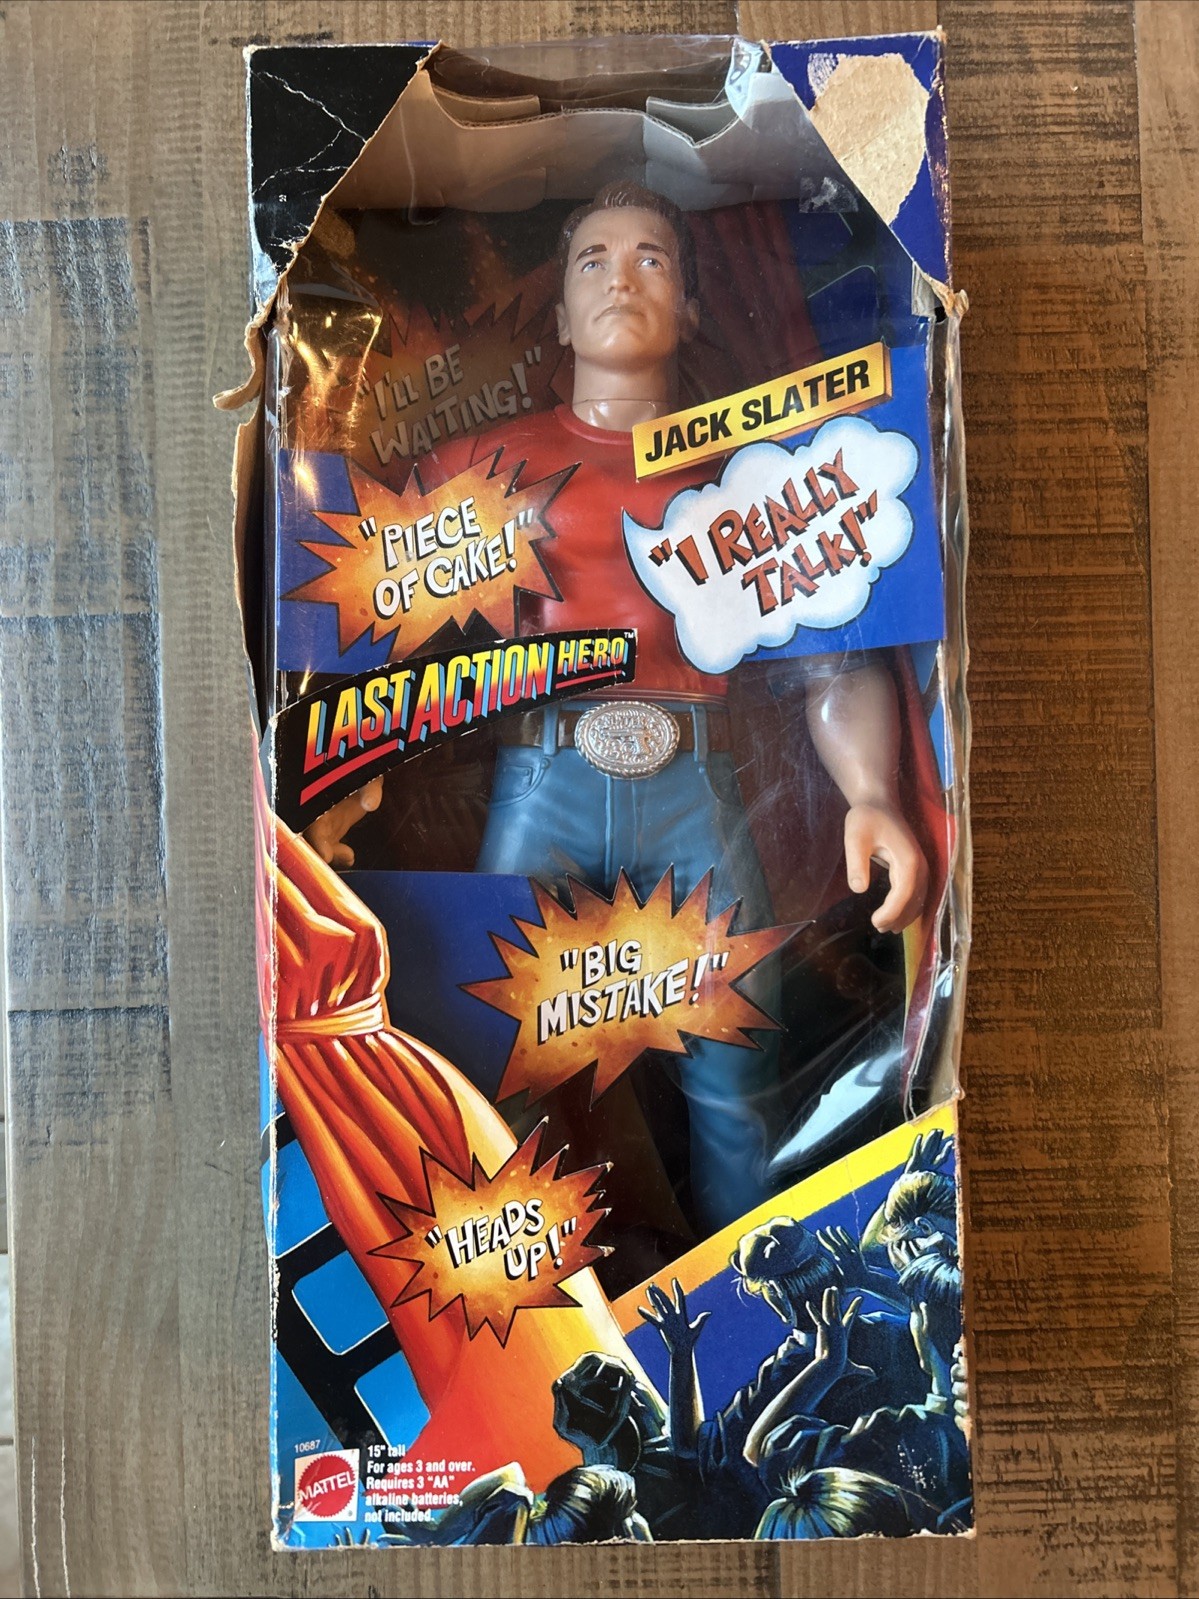 "I'LL BE
WAITING!"
JACK SLATER
"PIECE
OF CAKE!"
"I REALLY
TALK!"
LAST ACTION HERO™
"BIG
MISTAKE!"
"HEADS
UP!"
10687
MATTEL
®
15" tall
For ages 3 and over.
Requires 3 "AA"
alkaline batteries,
not included.